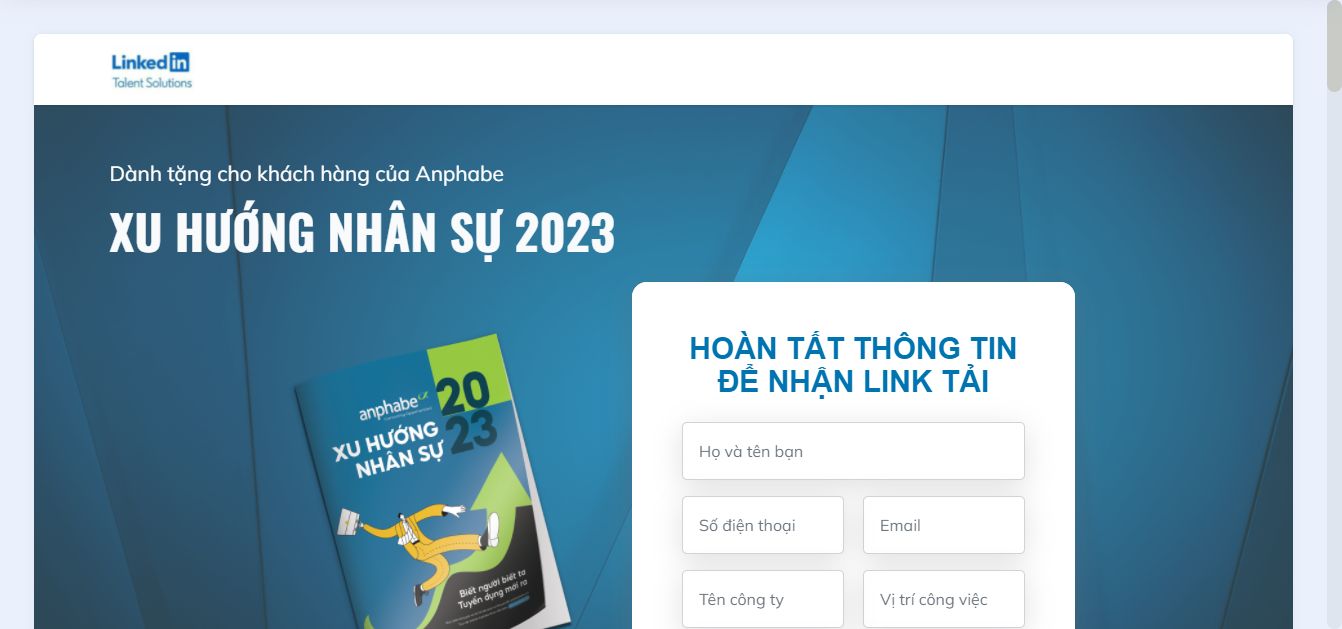 Linked in
Talent Solutions
Dành tặng cho khách hàng của Anphabe
XU HƯỚNG NHÂN SỰ 2023
HOÀN TẤT THÔNG TIN
ĐỂ NHẬN LINK TẢI
Họ và tên bạn
Số điện thoại
Email
Tên công ty
Vị trí công việc
anphabe
20
23
XU HƯỚNG
NHÂN SỰ
Biết người biết ta
Tuyển dụng mới ra